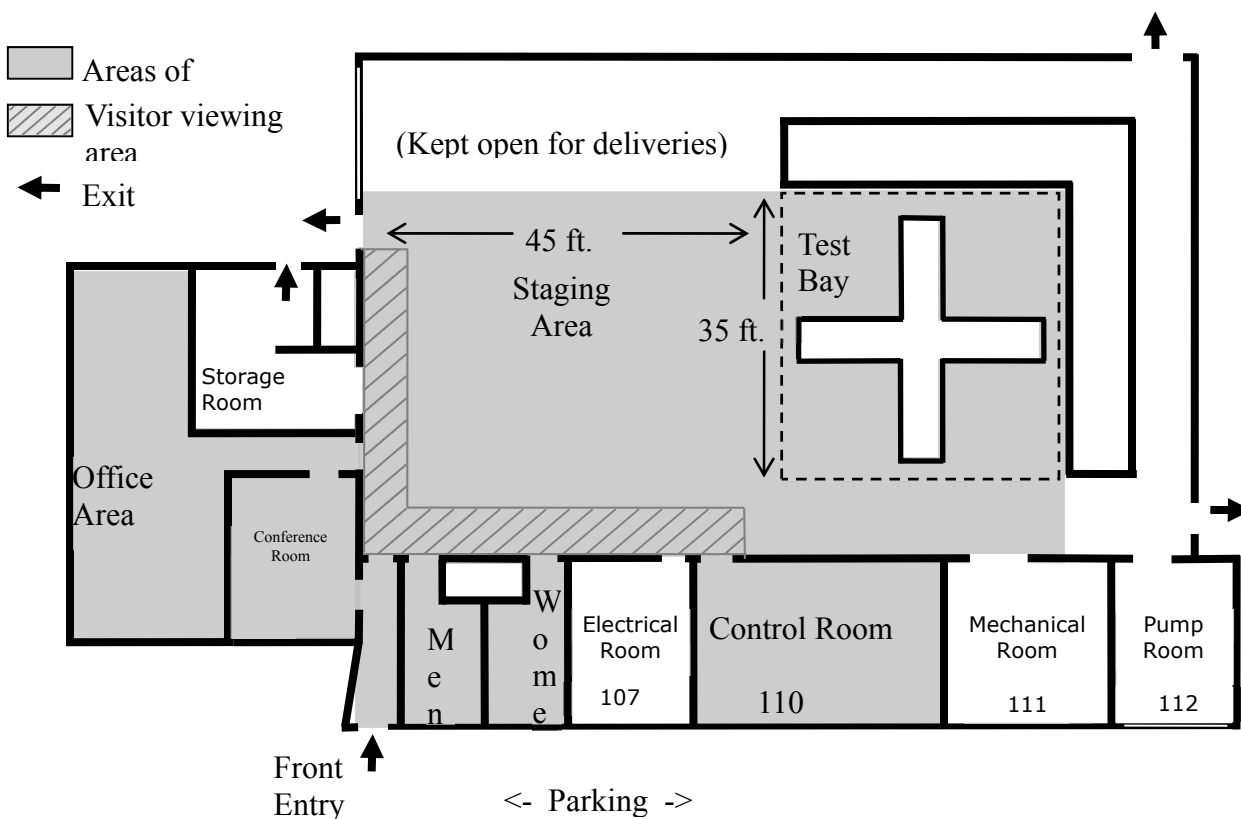 Areas of
Visitor viewing
area
Exit
(Kept open for deliveries)
45 ft.
Staging
Area
Test
Bay
35 ft.
Storage
Room
Office
Area
Conference
Room
M
en
W
o
me
Electrical
Room
107
Control Room
110
Mechanical
Room
111
Pump
Room
112
Front
Entry
<- Parking ->